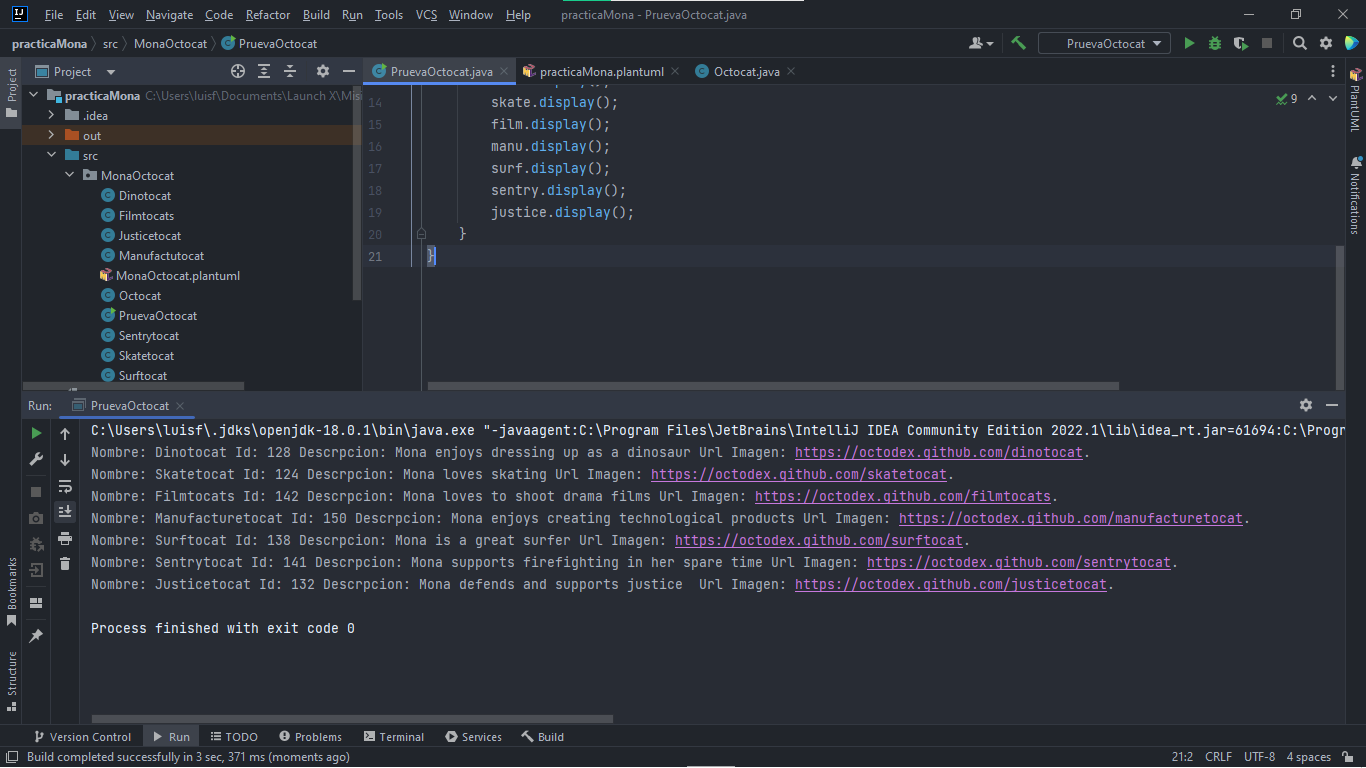 IJ File Edit View Navigate Code Refactor Build Run Tools VCS Window Help practicaMona - PruevaOctocat.java
practicaMona src MonaOctocat PruevaOctocat PruevaOctocat
Project
PlantUML
Notifications
Bookmarks
Structure
Project
practicaMona C:\Users\luisf\Documents\Launch X\Mis
.idea
out
src
MonaOctocat
Dinotocat
Filmtocats
Justicetocat
Manufactutocat
MonaOctocat.plantuml
Octocat
PruevaOctocat
Sentrytocat
Skatetocat
Surftocat
PruevaOctocat.java practicaMona.plantuml Octocat.java
9
14 skate.display();
15 film.display();
16 manu.display();
17 surf.display();
18 sentry.display();
19 justice.display();
20 }
21 }
Run: PruevaOctocat
C:\Users\luisf\.jdks\openjdk-18.0.1\bin\java.exe "-javaagent:C:\Program Files\JetBrains\IntelliJ IDEA Community Edition 2022.1\lib\idea_rt.jar=61694:C:\Progr
Nombre: Dinotocat Id: 128 Descrpcion: Mona enjoys dressing up as a dinosaur Url Imagen: https://octodex.github.com/dinotocat.
Nombre: Skatetocat Id: 124 Descrpcion: Mona loves skating Url Imagen: https://octodex.github.com/skatetocat.
Nombre: Filmtocats Id: 142 Descrpcion: Mona loves to shoot drama films Url Imagen: https://octodex.github.com/filmtocats.
Nombre: Manufacturetocat Id: 150 Descrpcion: Mona enjoys creating technological products Url Imagen: https://octodex.github.com/manufacturetocat.
Nombre: Surftocat Id: 138 Descrpcion: Mona is a great surfer Url Imagen: https://octodex.github.com/surftocat.
Nombre: Sentrytocat Id: 141 Descrpcion: Mona supports firefighting in her spare time Url Imagen: https://octodex.github.com/sentrytocat.
Nombre: Justicetocat Id: 132 Descrpcion: Mona defends and supports justice  Url Imagen: https://octodex.github.com/justicetocat.
Process finished with exit code 0
Version Control Run TODO Problems Terminal Services Build
Build completed successfully in 3 sec, 371 ms (moments ago) 21:2 CRLF UTF-8 4 spaces